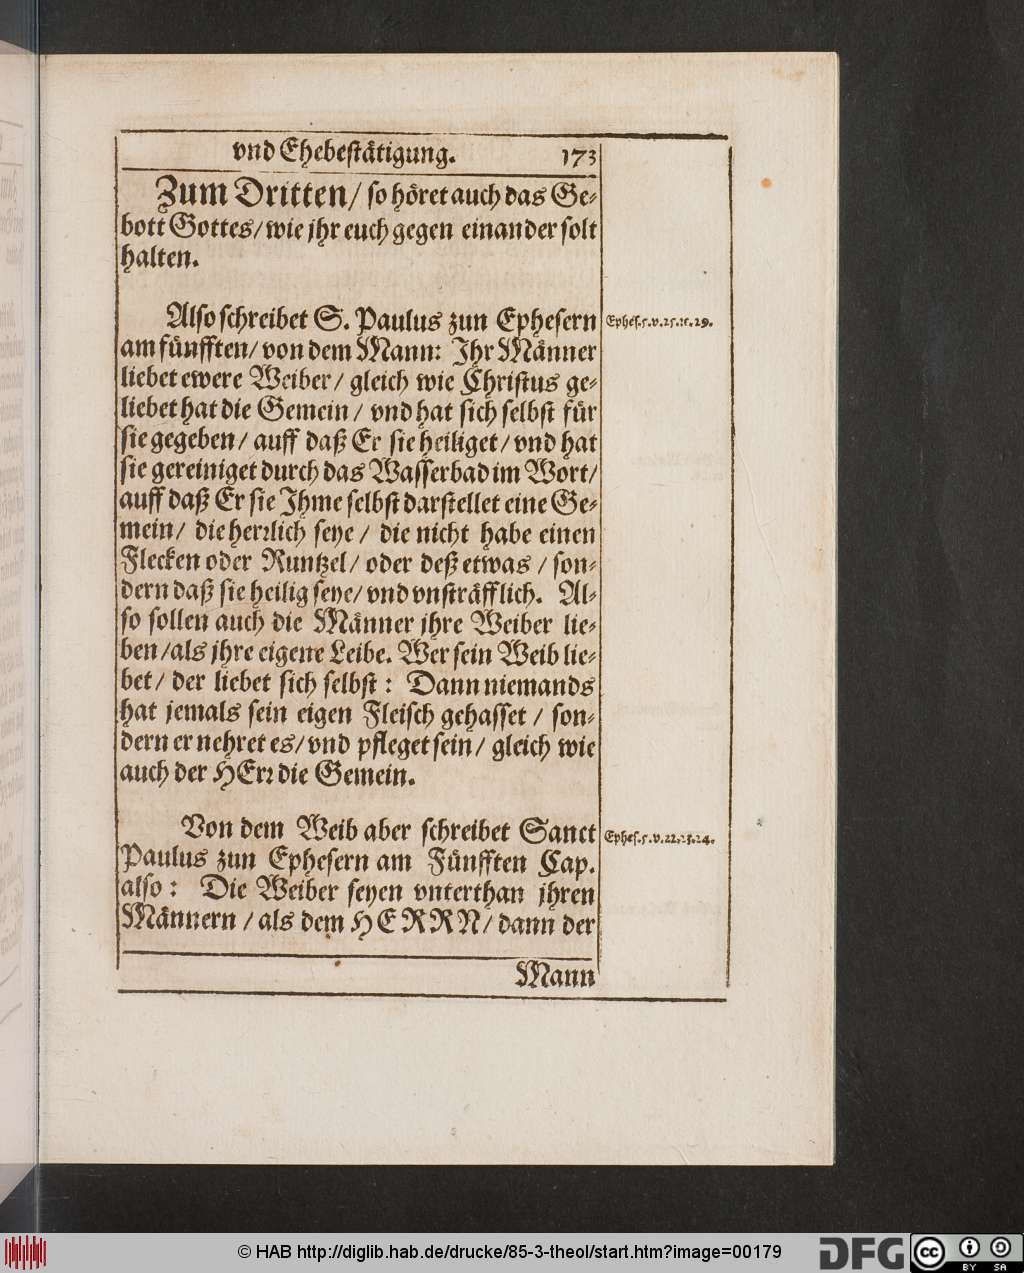 vnd Ehebestätigung. 173
Zum Dritten / so höret auch das Ge-
bott Gottes / wie jhr euch gegen einander solt
halten.
Also schreibet S. Paulus zun Ephesern
Ephes. 5. v. 25. :c. 29.
am fünfften / von dem Mann: Ihr Männer
liebet ewere Weiber / gleich wie Christus ge-
liebet hat die Gemein / vnd hat sich selbst für
sie gegeben / auff daß Er sie heiliget / vnd hat
sie gereiniget durch das Wasserbad im Wort /
auff daß Er sie Ihme selbst darstellet eine Ge-
mein / die herrlich seye / die nicht habe einen
Flecken oder Runtzel / oder deß etwas / son-
dern daß sie heilig seye / vnd vnsträfflich. Al-
so sollen auch die Männer jhre Weiber lie-
ben / als jhre eigene Leibe. Wer sein Weib lie-
bet / der liebet sich selbst: Dann niemands
hat jemals sein eigen Fleisch gehasset / son-
dern er nehret es / vnd pfleget sein / gleich wie
auch der HErr die Gemein.
Von dem Weib aber schreibet Sanct
Ephes. 5. v. 22. 23. 24.
Paulus zun Ephesern am Fünfften Cap.
also: Die Weiber seyen vnterthan jhren
Männern / als dem HERRN / dann der
Mann
© HAB http://diglib.hab.de/drucke/85-3-theol/start.htm?image=00179
DFG
cc BY SA